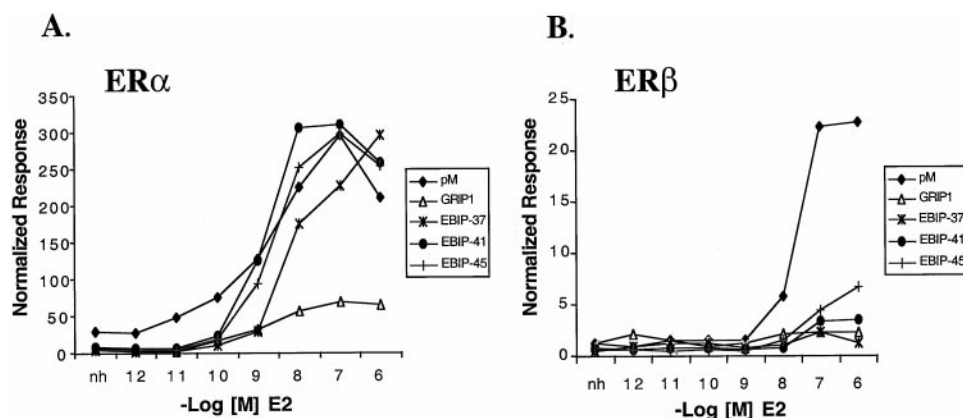 A.
ERα
Normalized Response
350
300
250
200
150
100
50
0
nh 12 11 10 9 8 7 6
-Log [M] E2
pM
GRIP1
EBIP-37
EBIP-41
EBIP-45
B.
ERβ
Normalized Response
25
20
15
10
5
0
nh 12 11 10 9 8 7 6
-Log [M] E2
pM
GRIP1
EBIP-37
EBIP-41
EBIP-45